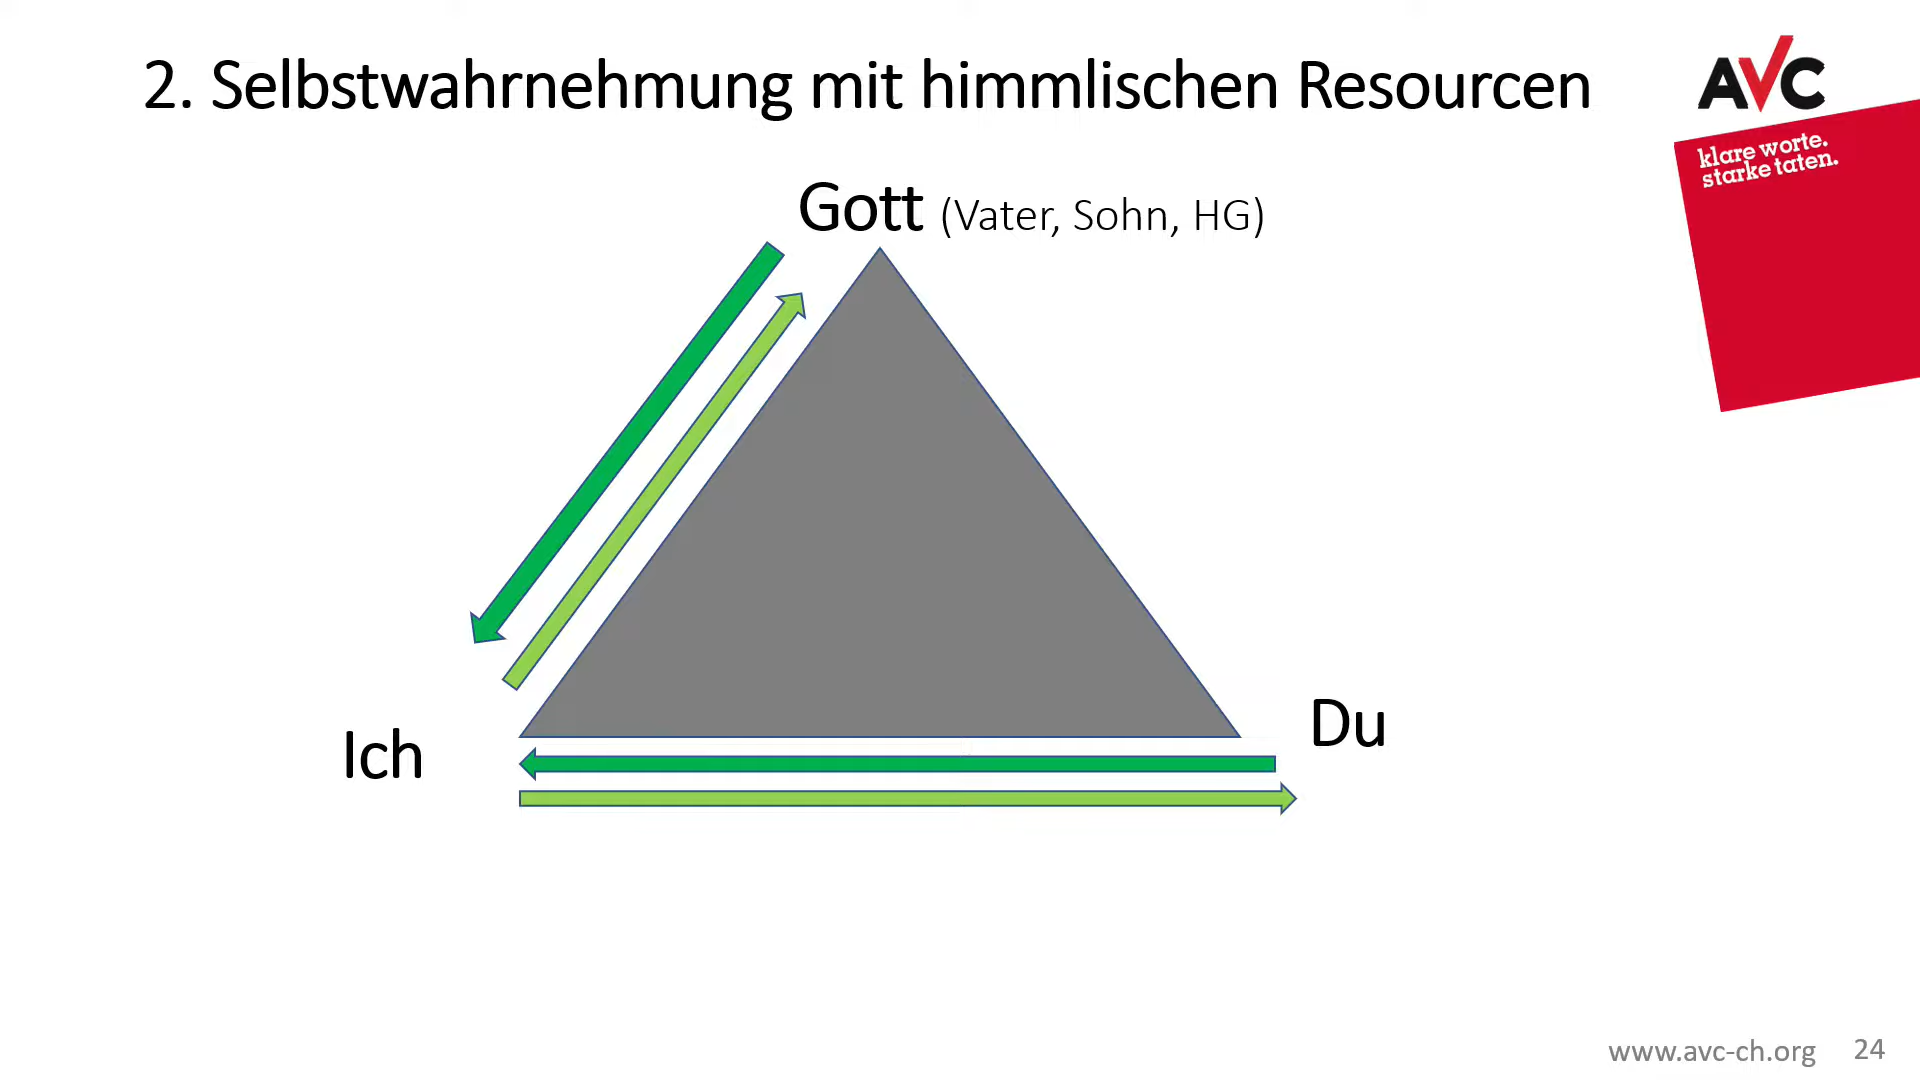 2. Selbstwahrnehmung mit himmlischen Resourcen
AVC
klare worte.
starke taten.
Gott (Vater, Sohn, HG)
Ich
Du
www.avc-ch.org 24